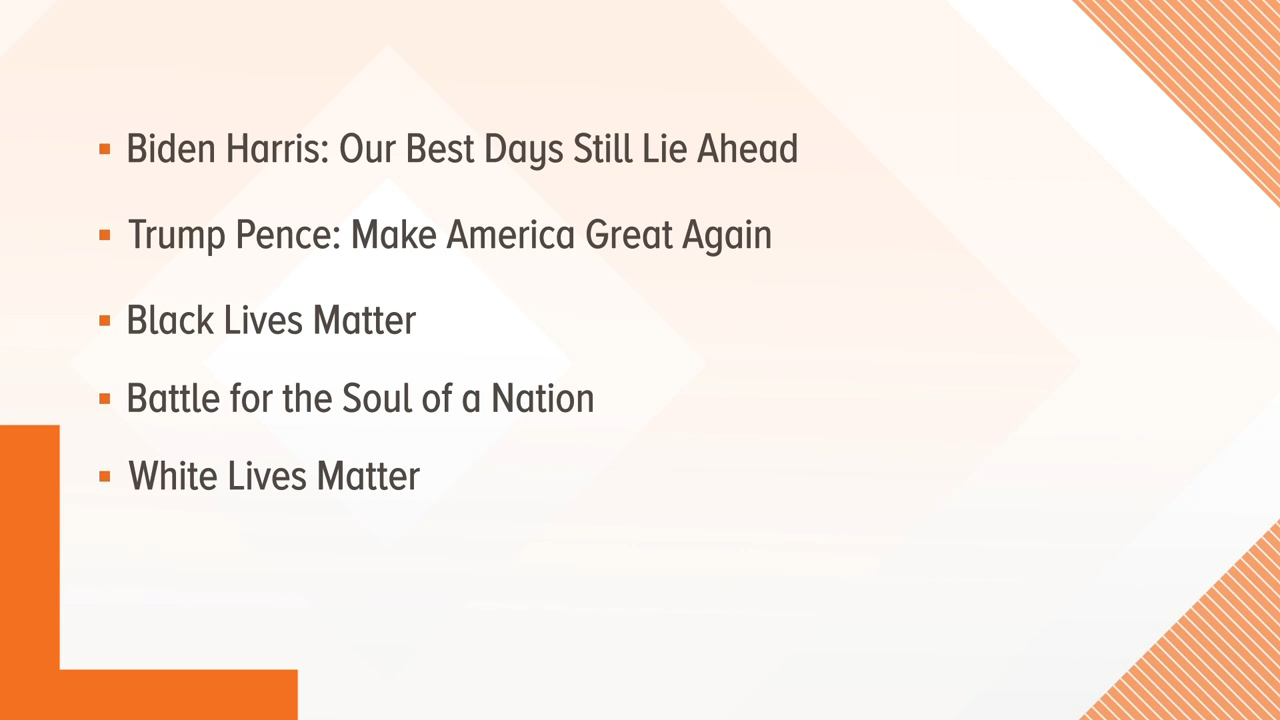 Biden Harris: Our Best Days Still Lie Ahead
Trump Pence: Make America Great Again
Black Lives Matter
Battle for the Soul of a Nation
White Lives Matter